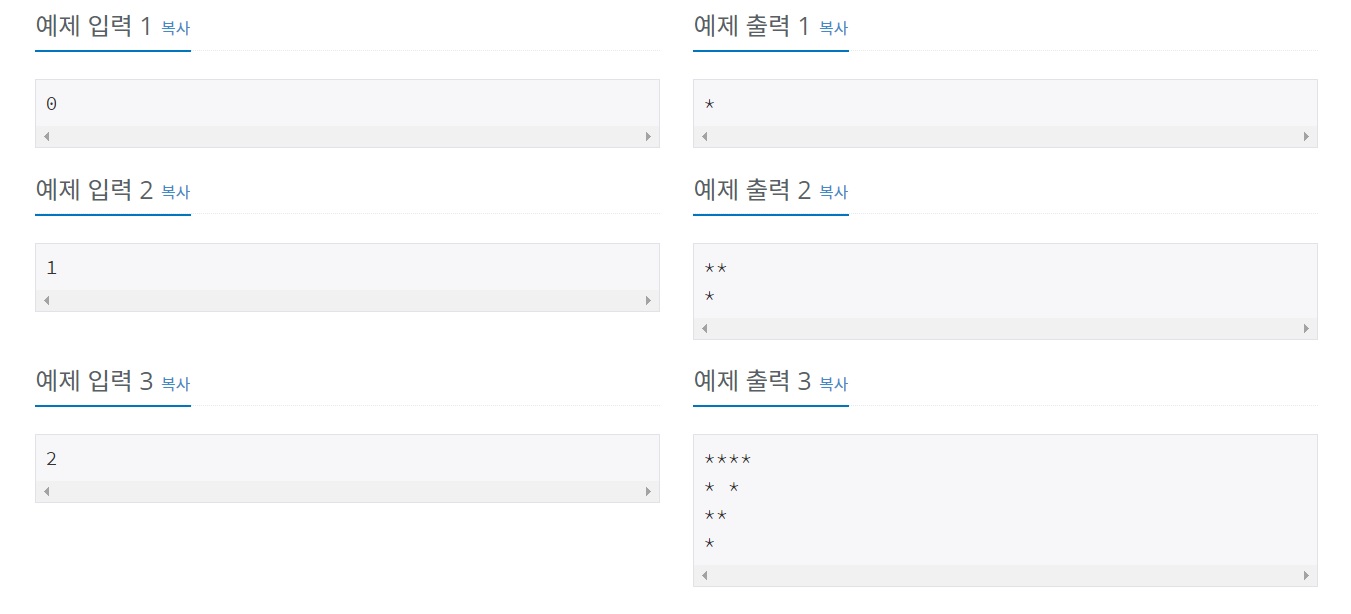 예제 입력 1 복사
0
예제 출력 1 복사
*
예제 입력 2 복사
1
예제 출력 2 복사
**
*
예제 입력 3 복사
2
예제 출력 3 복사
****
* *
**
*